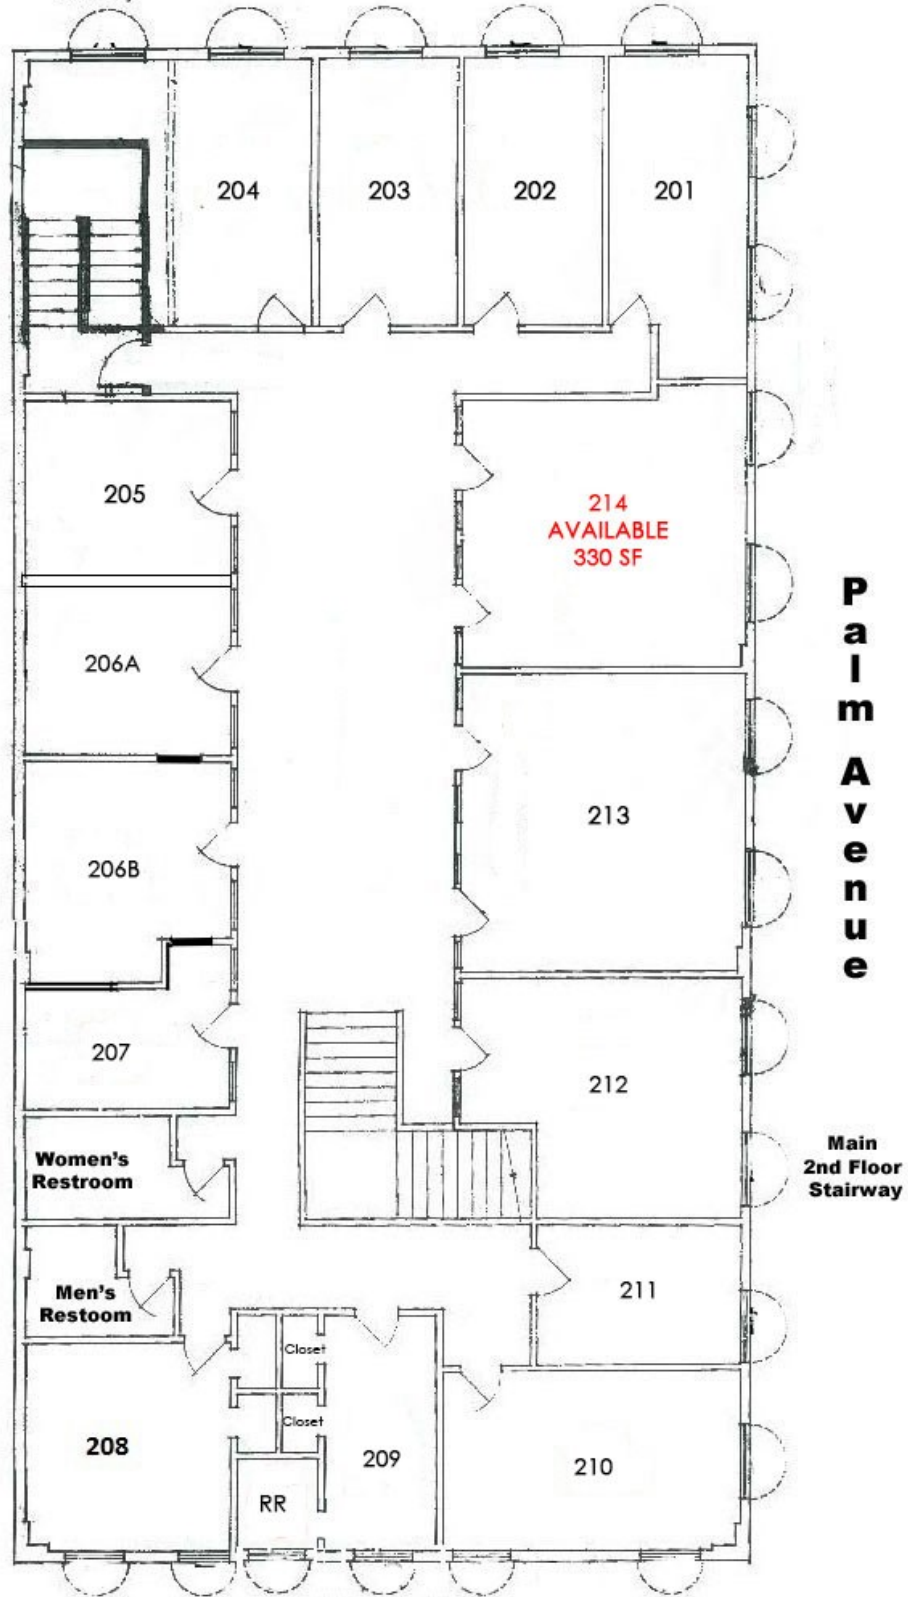 204
203
202
201
205
214
AVAILABLE
330 SF
206A
213
206B
207
212
Women's
Restroom
Main
2nd Floor
Stairway
Men's
Restoom
211
Closet
Closet
208
209
210
RR
Palm Avenue